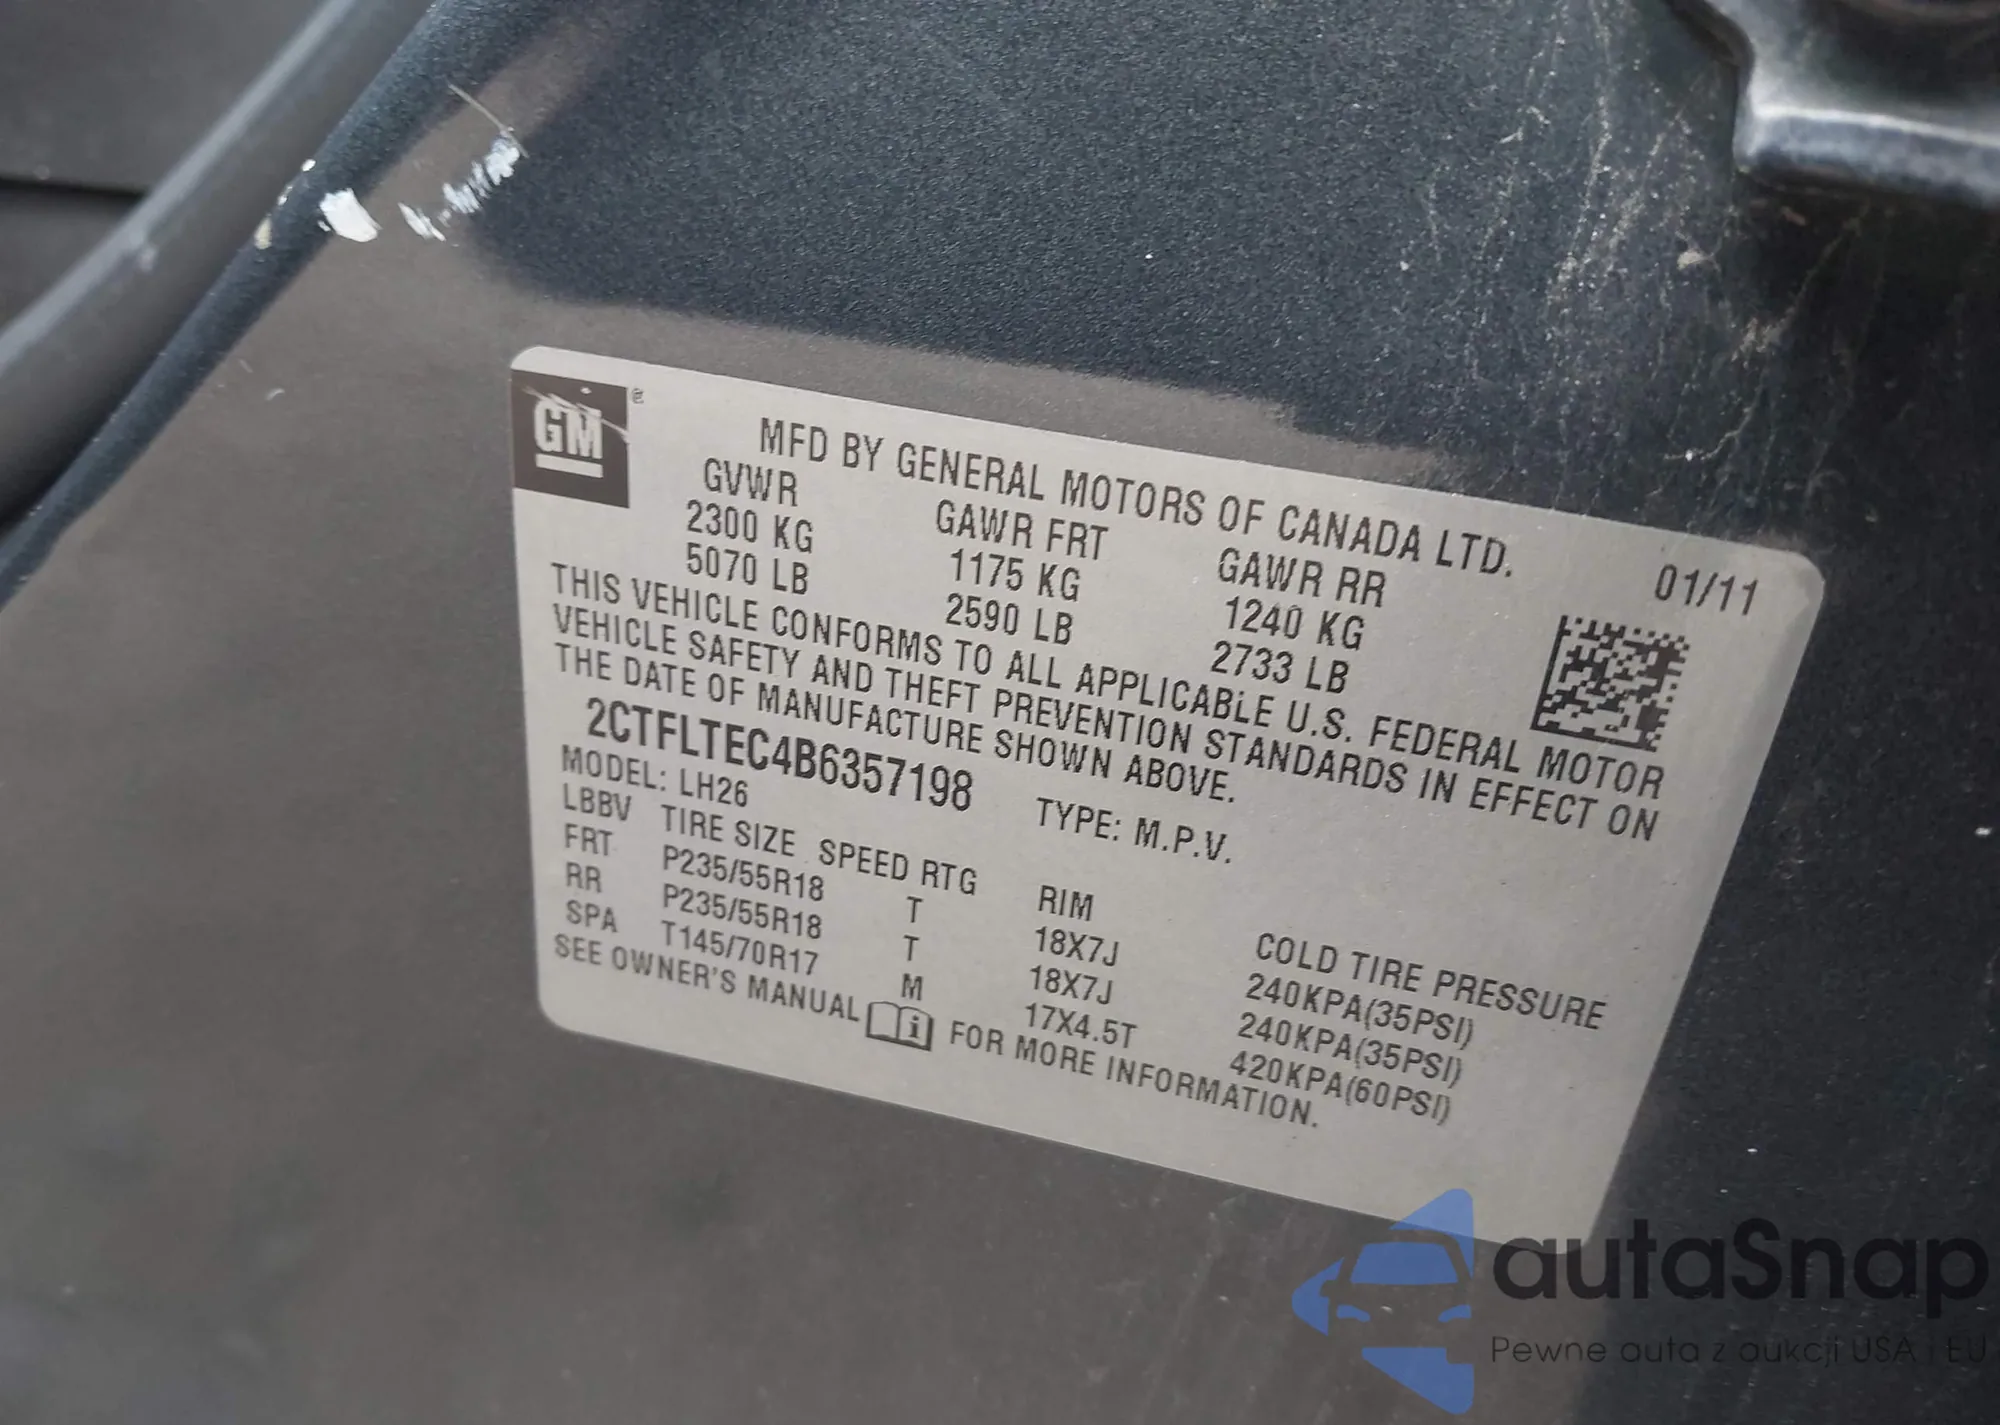 GM
MFD BY GENERAL MOTORS OF CANADA LTD.
01/11
GVWR GAWR FRT GAWR RR
2300 KG 1175 KG 1240 KG
5070 LB 2590 LB 2733 LB
THIS VEHICLE CONFORMS TO ALL APPLICABLE U.S. FEDERAL MOTOR
VEHICLE SAFETY AND THEFT PREVENTION STANDARDS IN EFFECT ON
THE DATE OF MANUFACTURE SHOWN ABOVE.
2CTFLTEC4B6357198 TYPE: M.P.V.
MODEL: LH26
LBBV TIRE SIZE SPEED RTG RIM COLD TIRE PRESSURE
FRT P235/55R18 T 18X7J 240KPA(35PSI)
RR P235/55R18 T 18X7J 240KPA(35PSI)
SPA T145/70R17 M 17X4.5T 420KPA(60PSI)
SEE OWNER'S MANUAL i FOR MORE INFORMATION.
autaSnap
Pewne auta z aukcji USA i EU